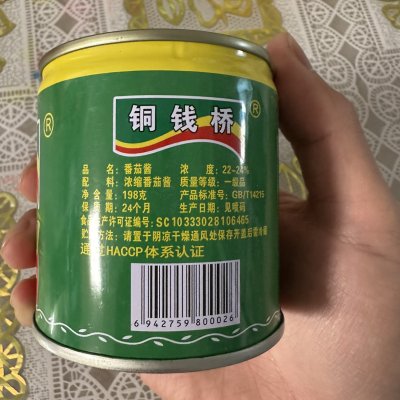 铜钱桥 ®
®
品 名：番茄酱 浓 度：22-24%
配 料：浓缩番茄酱 质量等级：一级品
净 含 量：198克 产品标准号：GB/T14215
保 质 期：24个月 生产日期：见喷码
食品生产许可证编号：SC10333028106465
贮 方法：请置于阴凉干燥通风处保存开盖后需冷藏
通过HACCP体系认证
6 942759 800026